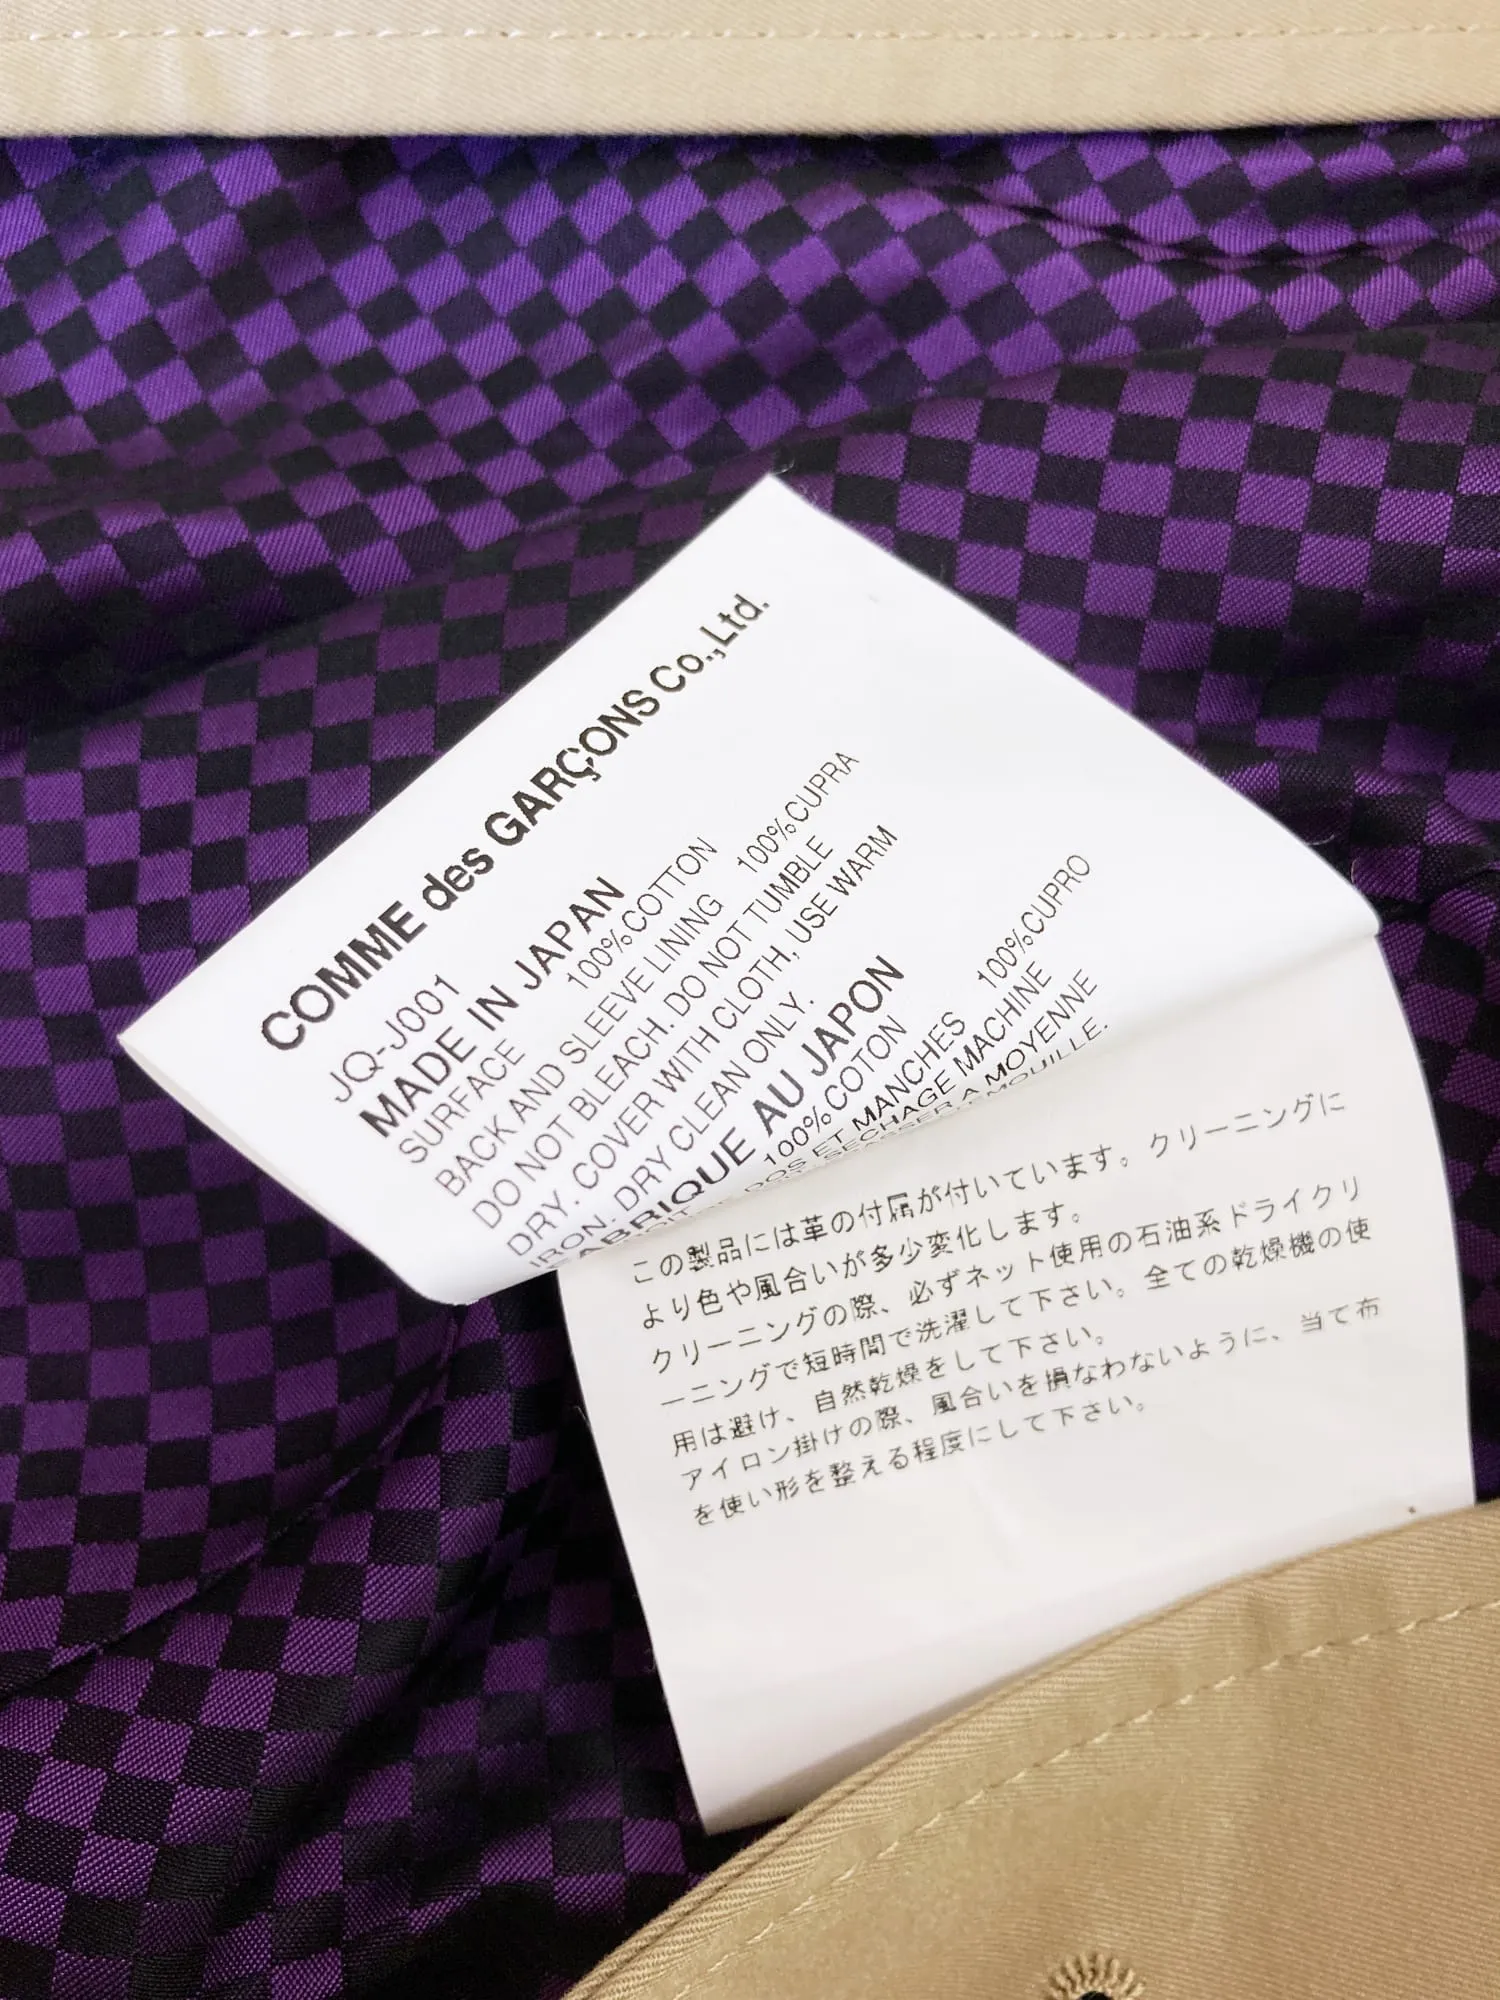 COMME des GARÇONS Co.,Ltd.
JQ-J001
MADE IN JAPAN
SURFACE 100%COTTON
BACK AND SLEEVE LINING 100%CUPRA
DO NOT BLEACH. DO NOT TUMBLE
DRY. COVER WITH CLOTH, USE WARM
IRON. DRY CLEAN ONLY.
FABRIQUE AU JAPON
100%COTON
DOS ET MANCHES 100%CUPRO
SECHAGE MACHINE
A MOYENNE
この製品には革の付属が付いています。クリーニングに
より色や風合いが多少変化します。
クリーニングの際、必ずネット使用の石油系ドライクリ
ーニングで短時間で洗濯して下さい。全ての乾燥機の使
用は避け、自然乾燥をして下さい。
アイロン掛けの際、風合いを損なわないように、当て布
を使い形を整える程度にして下さい。